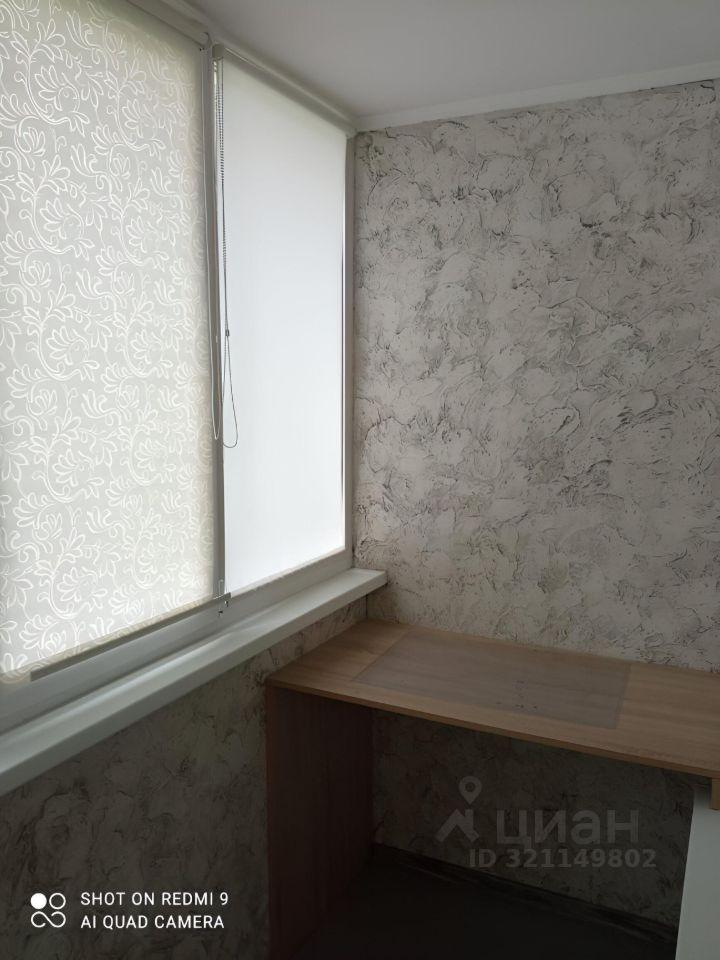 циан
ID 321149802
SHOT ON REDMI 9
AI QUAD CAMERA